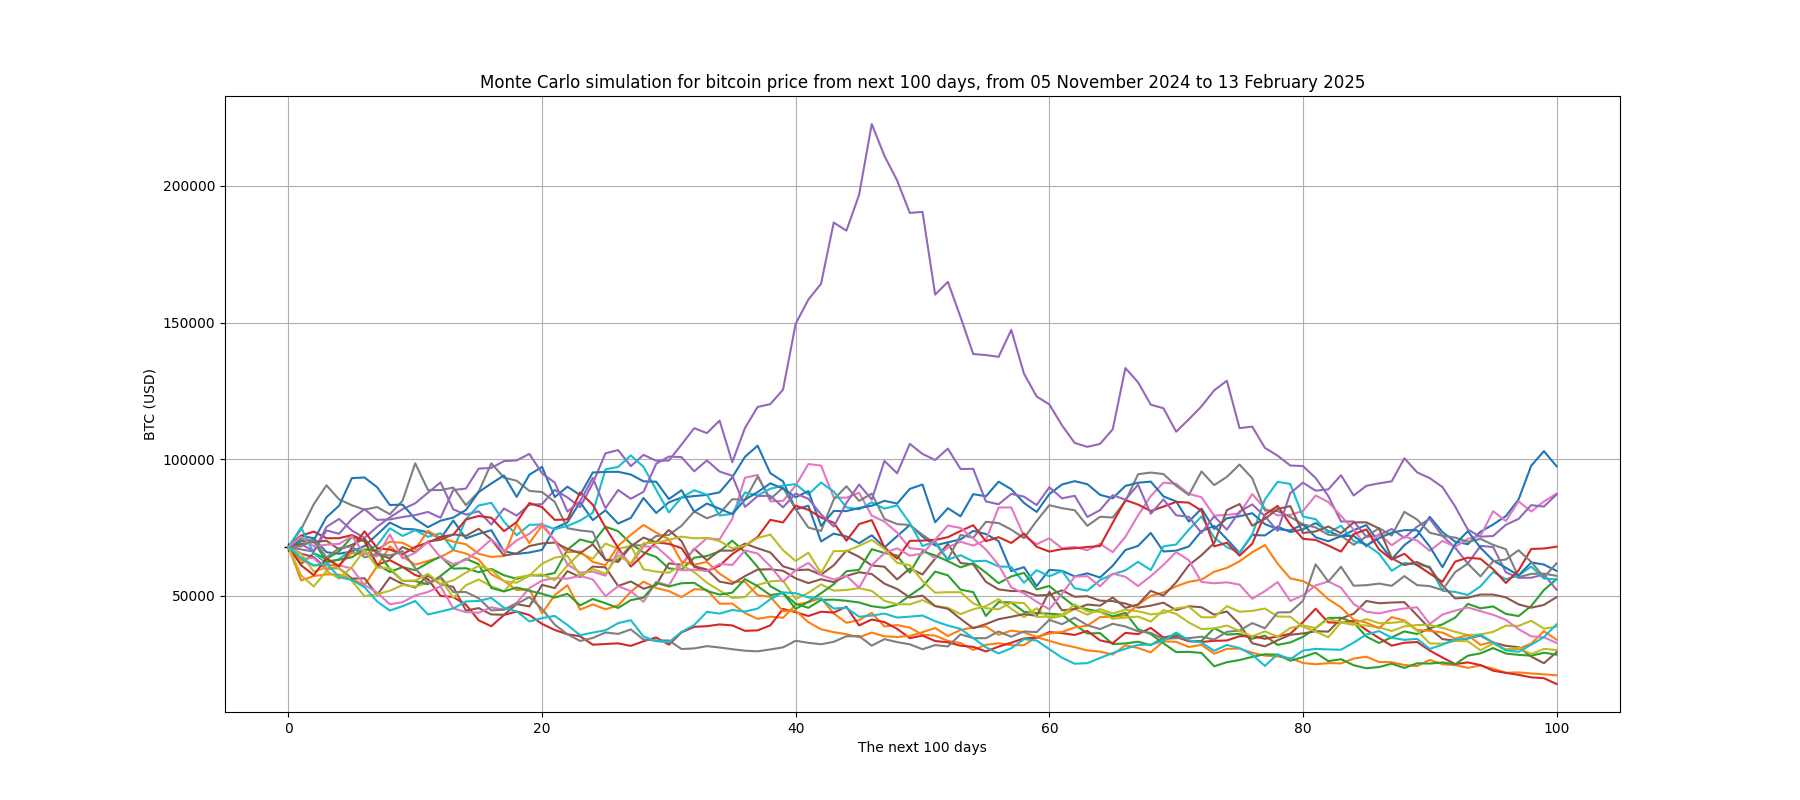 Monte Carlo simulation for bitcoin price from next 100 days, from 05 November 2024 to 13 February 2025
200000
150000
100000
50000
BTC (USD)
0 20 40 60 80 100
The next 100 days